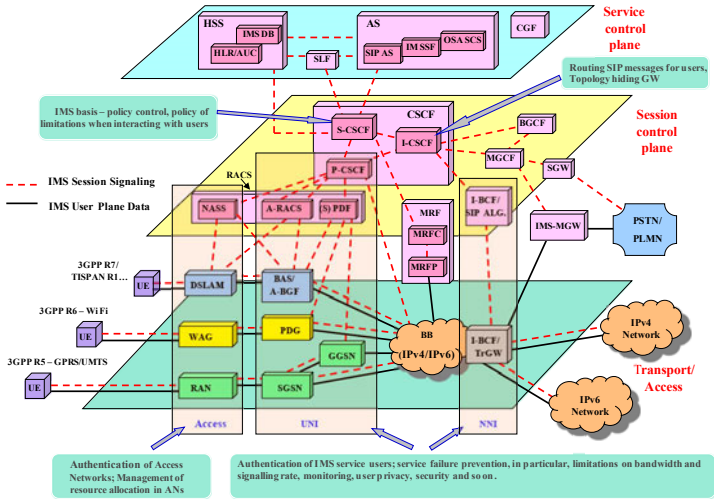 HSS
IMS DB
HLR/AUC
SLF
AS
SIP AS
IM SSF
OSA SCS
CGF
Service
control
plane
IMS basis – policy control, policy of
limitations when interacting with users
Routing SIP messages for users,
Topology hiding GW
CSCF
S-CSCF
I-CSCF
P-CSCF
BGCF
MGCF
SGW
Session
control
plane
IMS Session Signaling
IMS User Plane Data
RACS
NASS
A-RACS
(S) PDF
MRF
MRFC
MRFP
I-BCF/
SIP ALG.
IMS-MGW
PSTN/
PLMN
3GPP R7/
TISPAN R1…
UE
DSLAM
BAS/
A-BGF
3GPP R6 – WiFi
UE
WAG
PDG
3GPP R5 – GPRS/UMTS
UE
RAN
SGSN
GGSN
BB
(IPv4/IPv6)
I-BCF/
TrGW
IPv4
Network
IPv6
Network
Transport/
Access
Access
UNI
NNI
Authentication of Access
Networks; Management of
resource allocation in ANs
Authentication of IMS service users; service failure prevention, in particular, limitations on bandwidth and
signalling rate, monitoring, user privacy, security and so on.